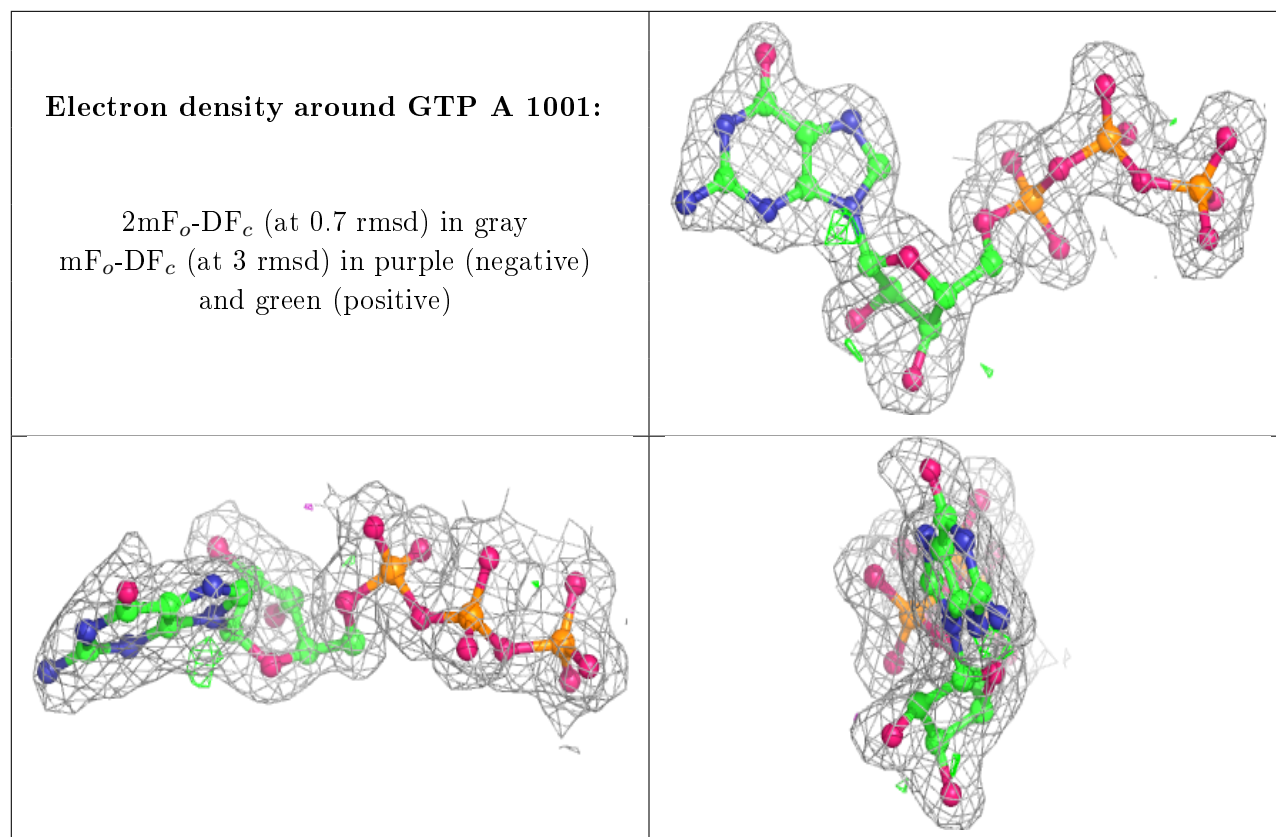 Electron density around GTP A 1001:
2mFₒ-DF𝒸 (at 0.7 rmsd) in gray
mFₒ-DF𝒸 (at 3 rmsd) in purple (negative)
and green (positive)